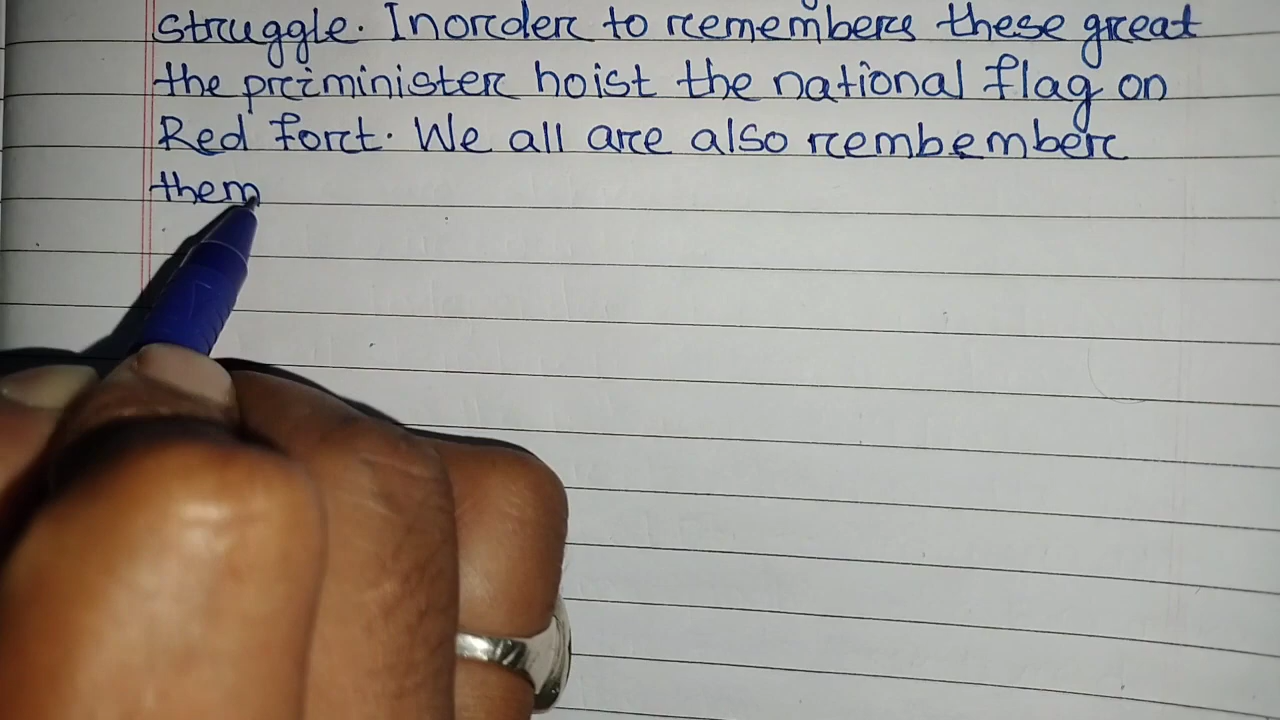 struggle. Inorder to remembers these great
the priminister hoist the national flag on
Red fort. We all are also rembember
them